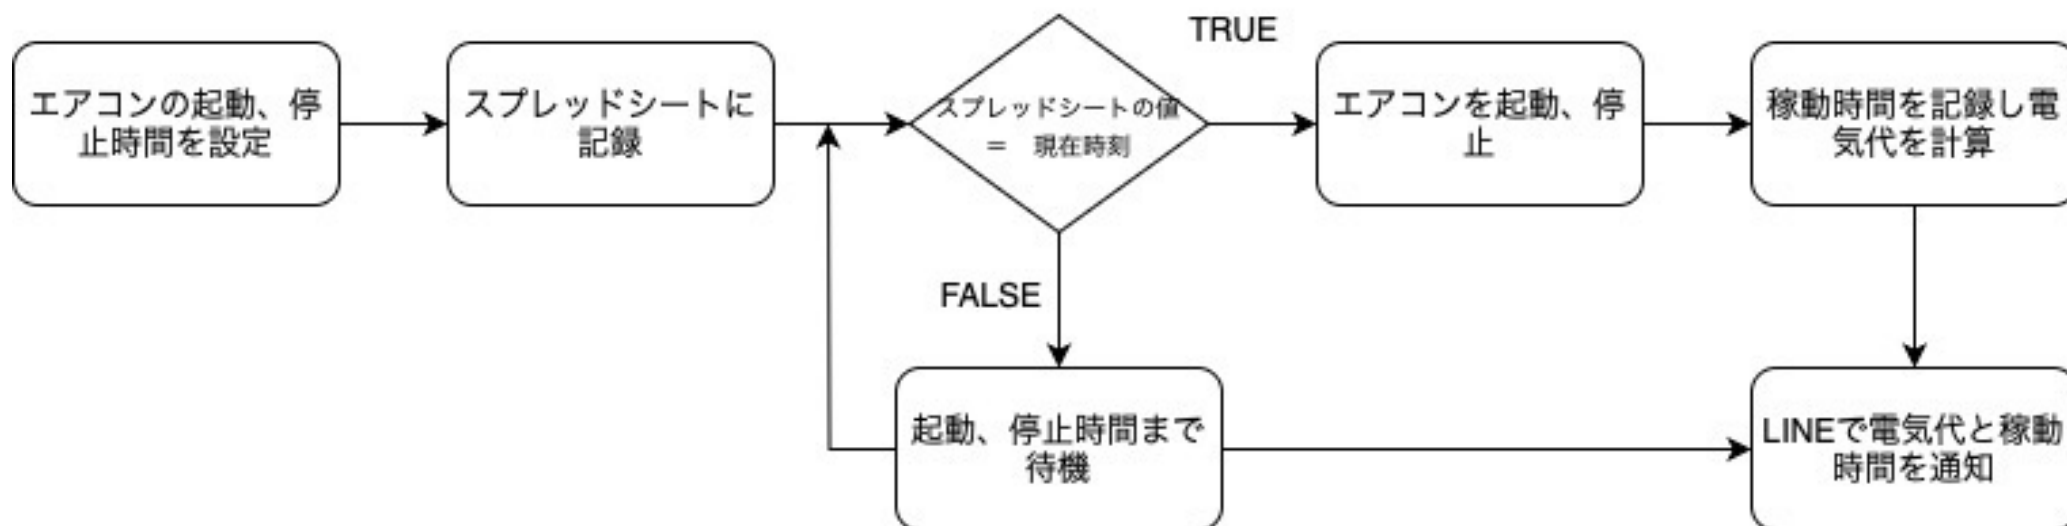 エアコンの起動、停
止時間を設定
スプレッドシートに
記録
スプレッドシートの値
＝　現在時刻
TRUE
エアコンを起動、停
止
稼動時間を記録し電
気代を計算
FALSE
起動、停止時間まで
待機
LINEで電気代と稼動
時間を通知